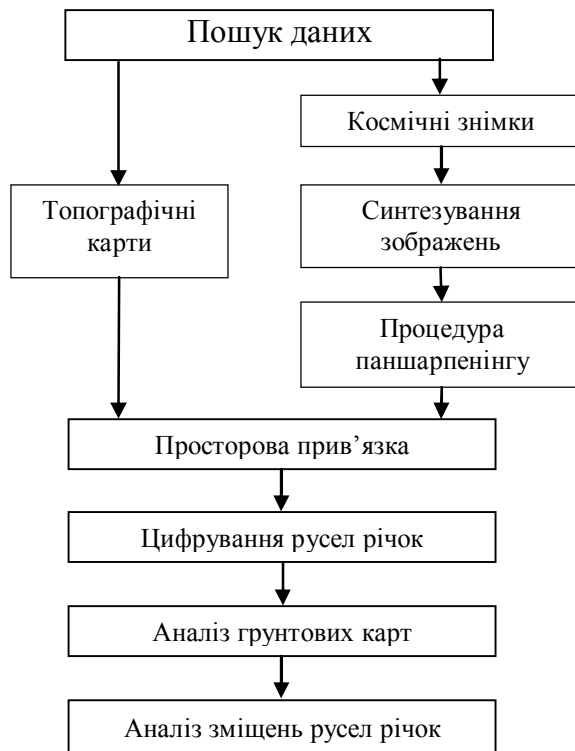 Пошук даних
Космічні знімки
Топографічні
карти
Синтезування
зображень
Процедура
паншарпенінгу
Просторова прив’язка
Цифрування русел річок
Аналіз грунтових карт
Аналіз зміщень русел річок